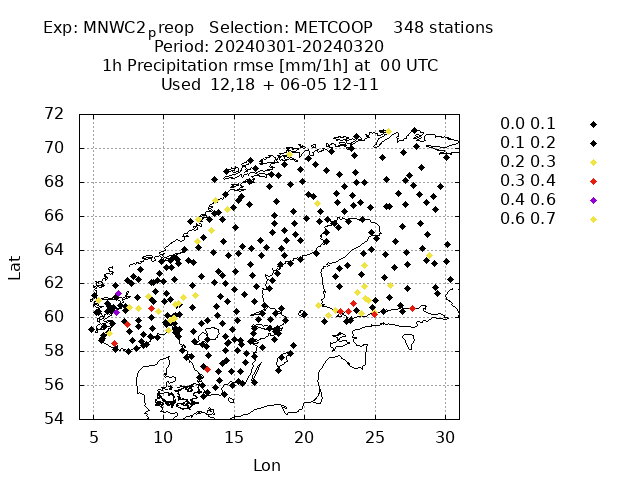 Exp: MNWC2preop   Selection: METCOOP    348 stations
Period: 20240301-20240320
1h Precipitation rmse [mm/1h] at  00 UTC
Used  12,18 + 06-05 12-11
72
70
68
66
64
62
60
58
56
54
Lat
5 10 15 20 25 30
Lon
0.0 0.1
0.1 0.2
0.2 0.3
0.3 0.4
0.4 0.6
0.6 0.7